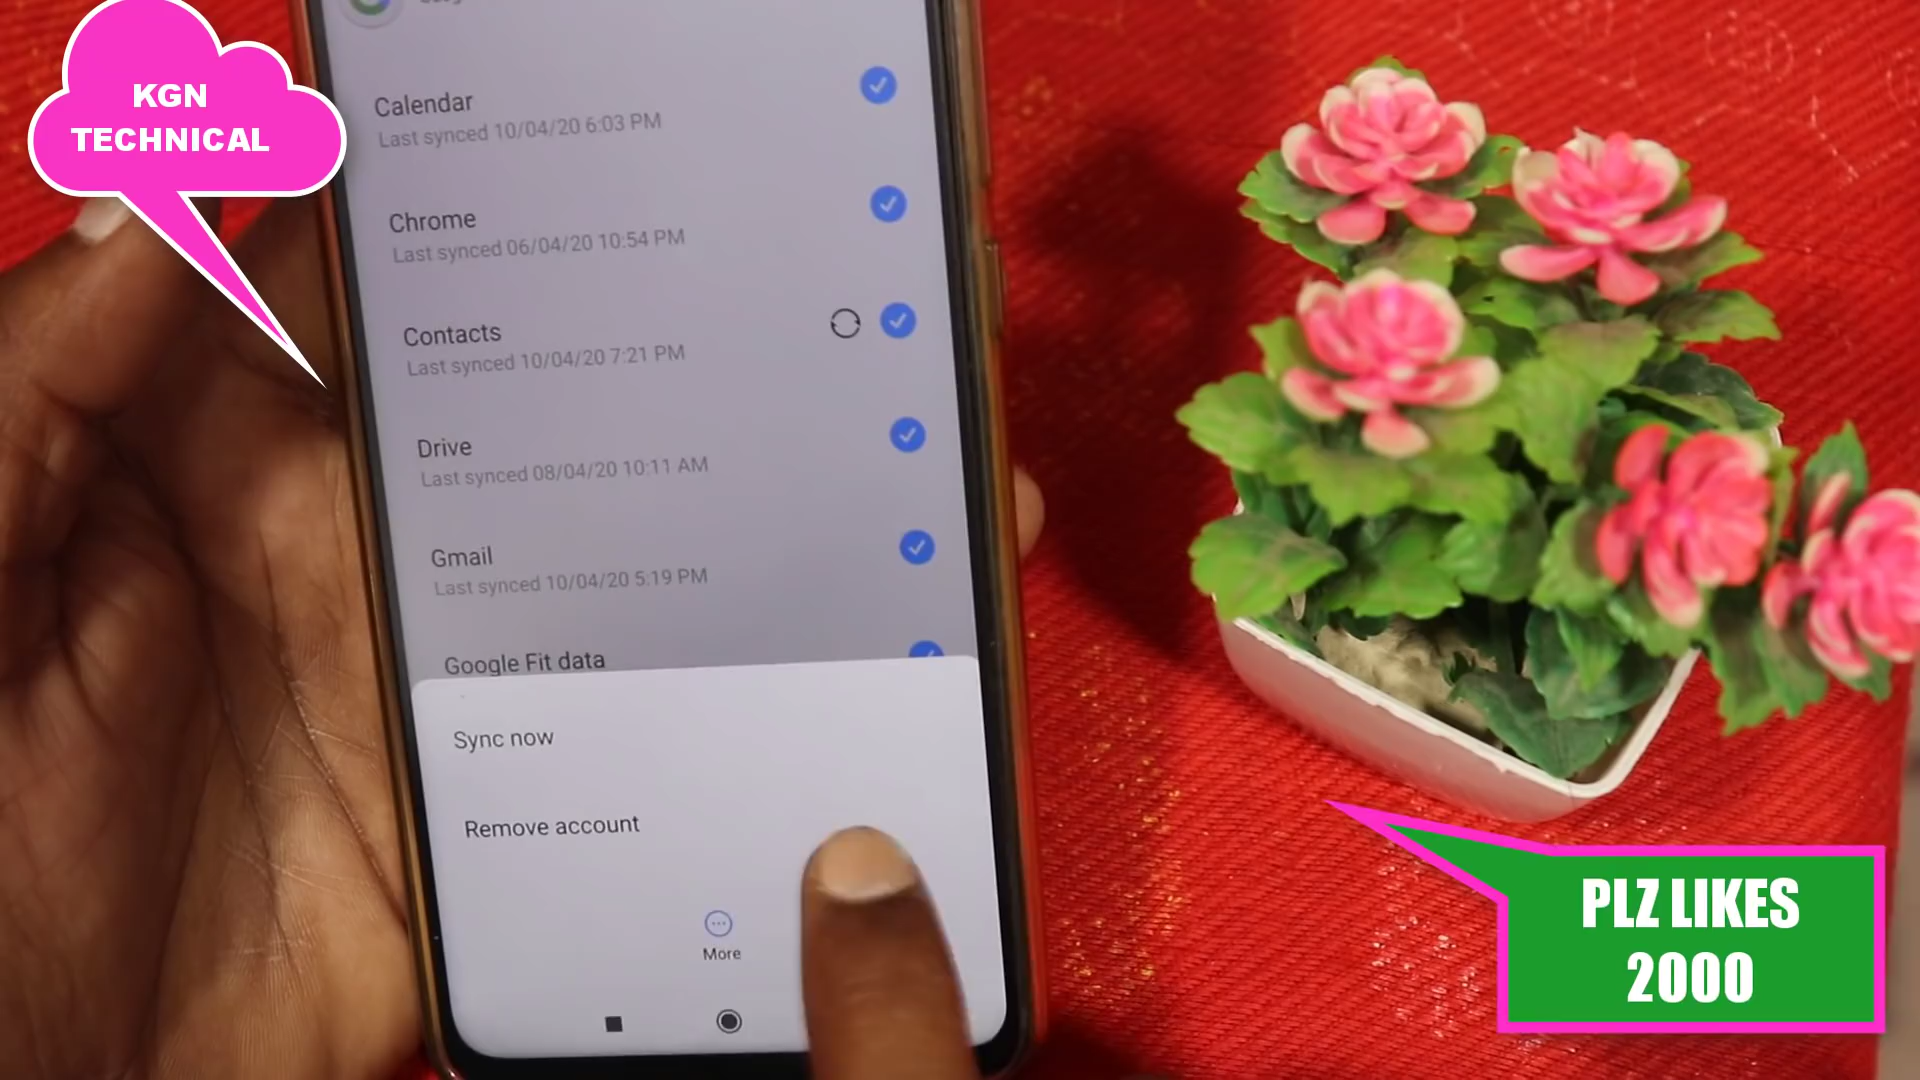 KGN
TECHNICAL
Calendar
Last synced 10/04/20 6:03 PM
Chrome
Last synced 06/04/20 10:54 PM
Contacts
Last synced 10/04/20 7:21 PM
Drive
Last synced 08/04/20 10:11 AM
Gmail
Last synced 10/04/20 5:19 PM
Google Fit data
Sync now
Remove account
More
PLZ LIKES
2000